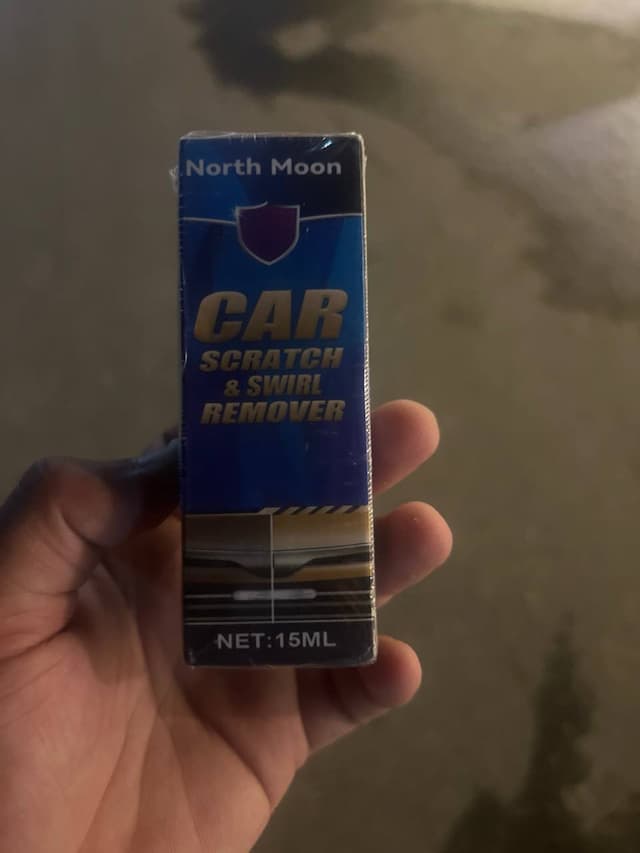 North Moon
CAR
SCRATCH
& SWIRL
REMOVER
NET:15ML